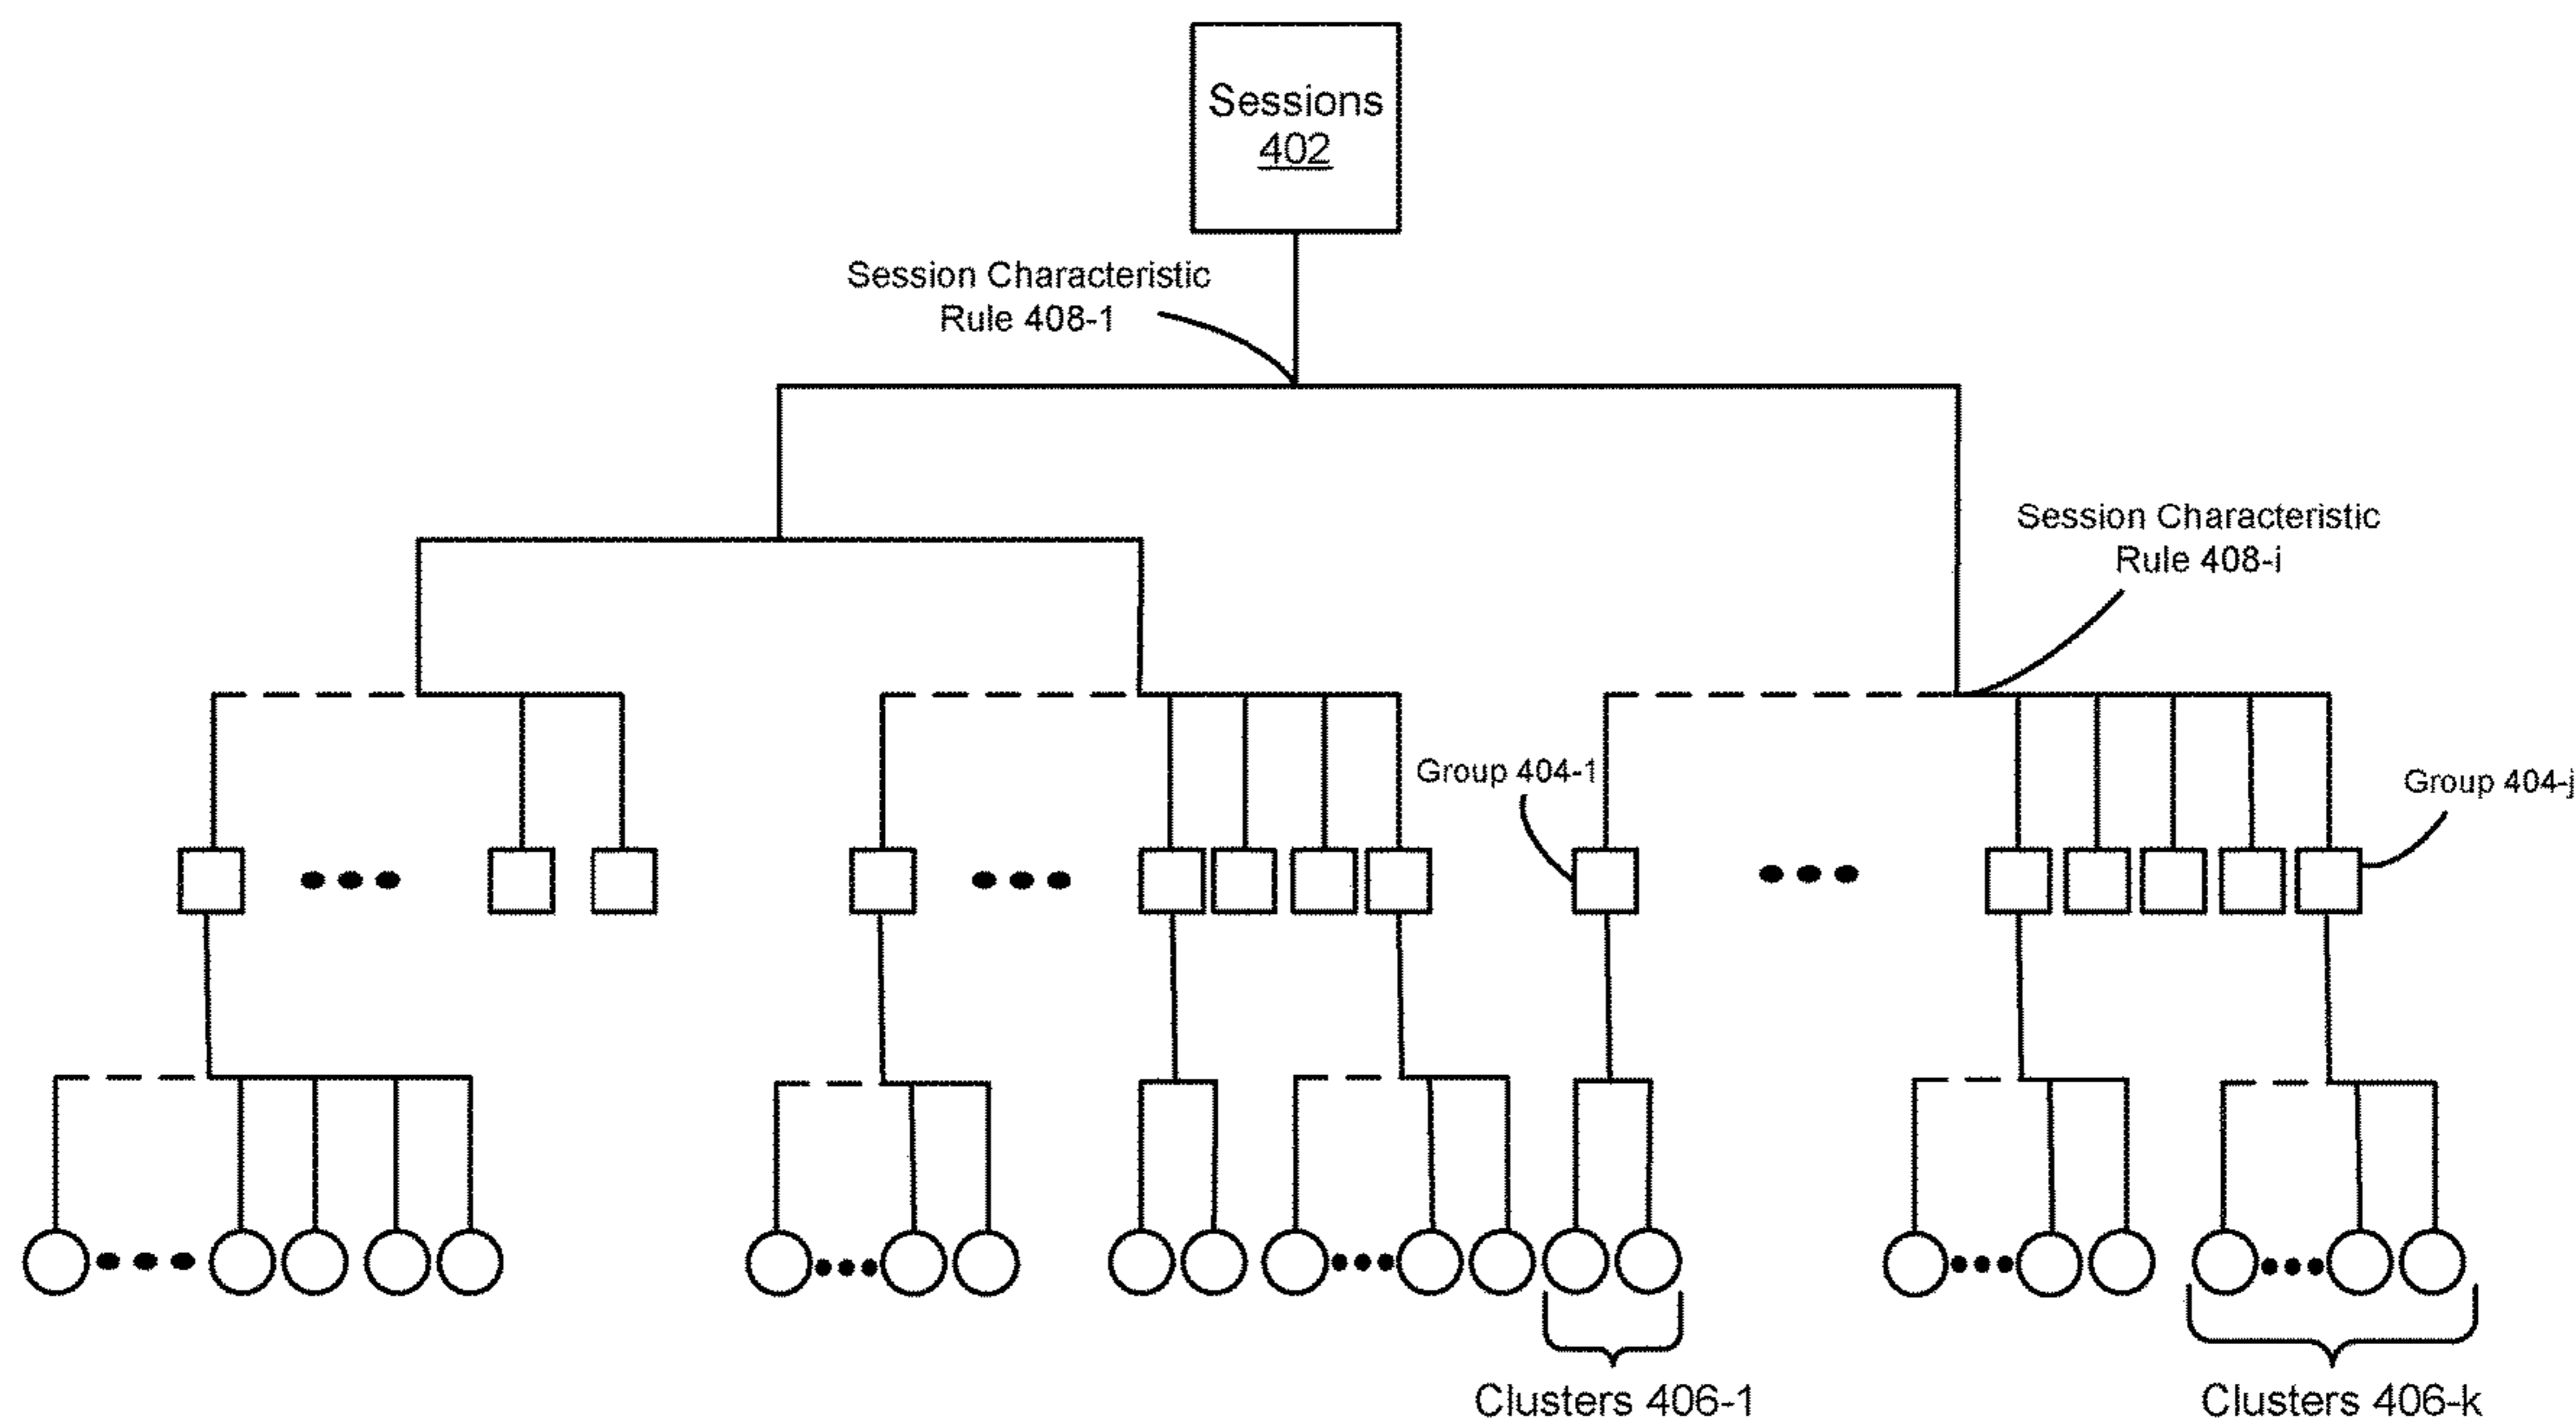 Sessions
402
Session Characteristic
Rule 408-1
Session Characteristic
Rule 408-i
Group 404-1
Group 404-j
Clusters 406-1
Clusters 406-k